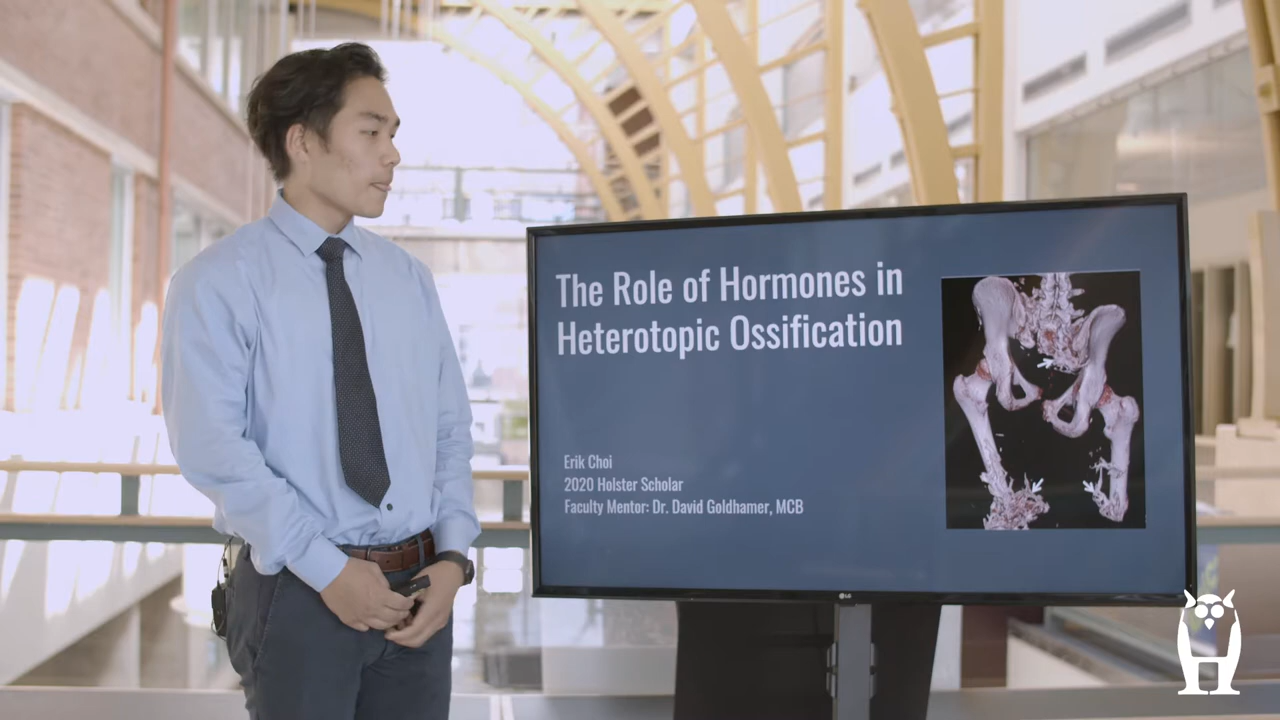 The Role of Hormones in
Heterotopic Ossification
Erik Choi
2020 Holster Scholar
Faculty Mentor: Dr. David Goldhamer, MCB
LG